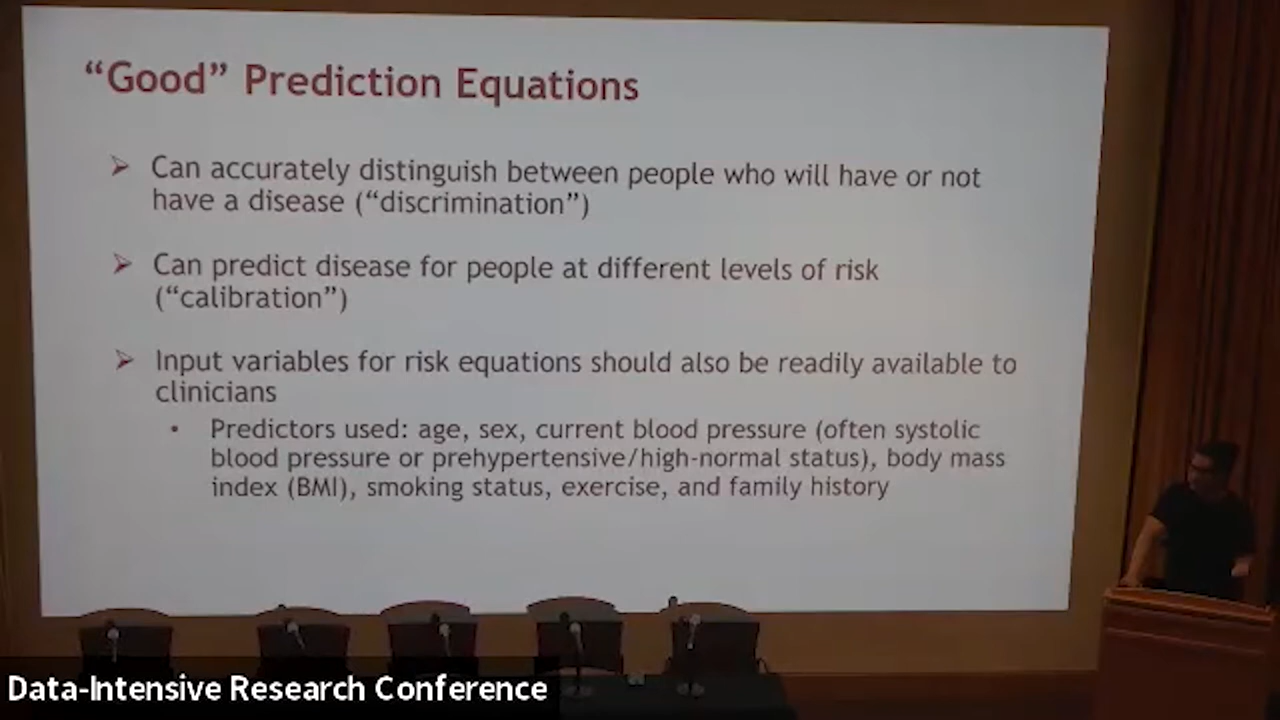 “Good” Prediction Equations
Can accurately distinguish between people who will have or not
have a disease (“discrimination”)
Can predict disease for people at different levels of risk
(“calibration”)
Input variables for risk equations should also be readily available to
clinicians
Predictors used: age, sex, current blood pressure (often systolic
blood pressure or prehypertensive/high-normal status), body mass
index (BMI), smoking status, exercise, and family history
Data-Intensive Research Conference